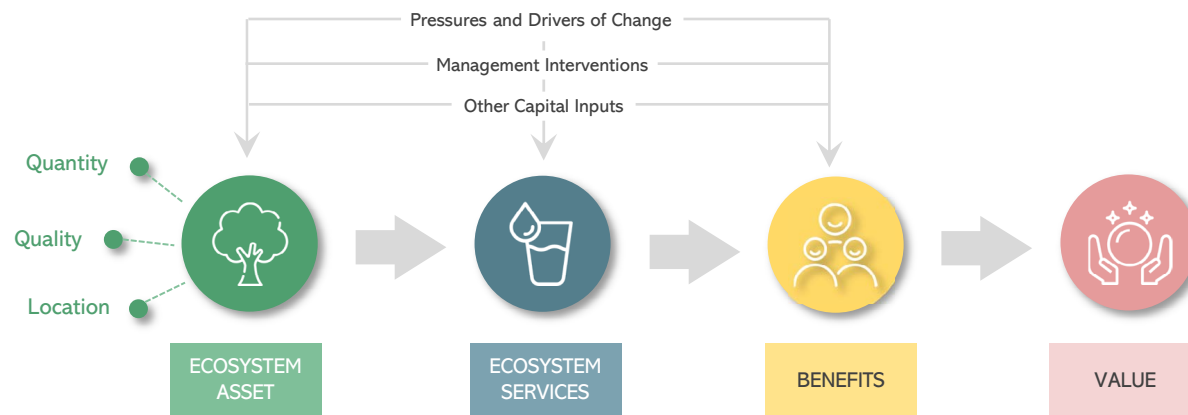 Pressures and Drivers of Change
Management Interventions
Other Capital Inputs
Quantity
Quality
Location
ECOSYSTEM
ASSET
ECOSYSTEM
SERVICES
BENEFITS
VALUE